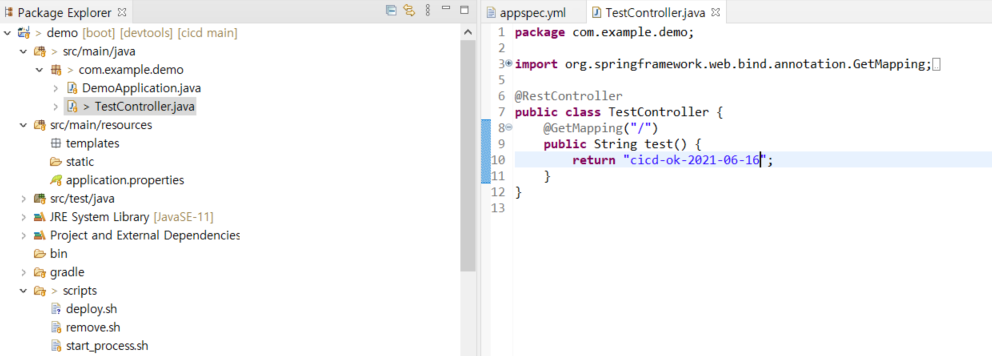 Package Explorer
demo [boot] [devtools] [cicd main]
src/main/java
com.example.demo
DemoApplication.java
TestController.java
src/main/resources
templates
static
application.properties
src/test/java
JRE System Library [JavaSE-11]
Project and External Dependencies
bin
gradle
scripts
deploy.sh
remove.sh
start_process.sh
appspec.yml
TestController.java
1 package com.example.demo;
2
3 import org.springframework.web.bind.annotation.GetMapping;
5
6 @RestController
7 public class TestController {
8 @GetMapping("/")
9 public String test() {
10 return "cicd-ok-2021-06-16";
11 }
12 }
13